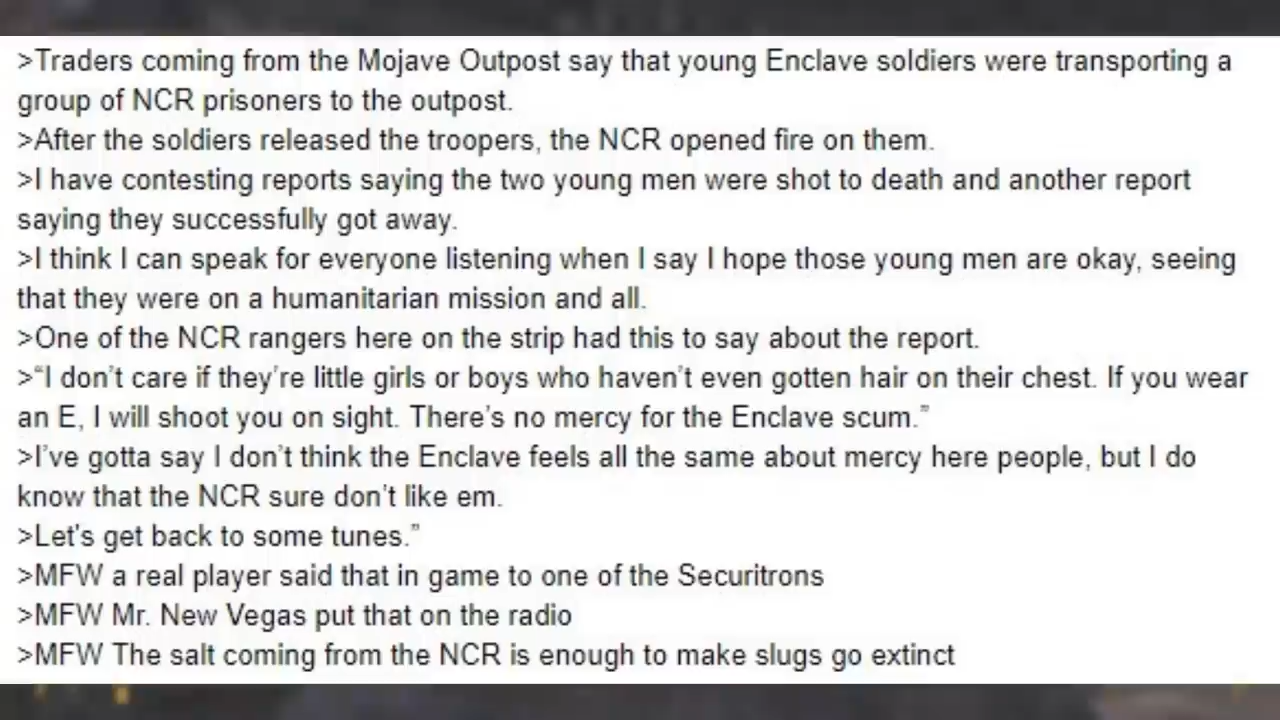 >Traders coming from the Mojave Outpost say that young Enclave soldiers were transporting a
group of NCR prisoners to the outpost.
>After the soldiers released the troopers, the NCR opened fire on them.
>I have contesting reports saying the two young men were shot to death and another report
saying they successfully got away.
>I think I can speak for everyone listening when I say I hope those young men are okay, seeing
that they were on a humanitarian mission and all.
>One of the NCR rangers here on the strip had this to say about the report.
>“I don’t care if they’re little girls or boys who haven’t even gotten hair on their chest. If you wear
an E, I will shoot you on sight. There’s no mercy for the Enclave scum.”
>I’ve gotta say I don’t think the Enclave feels all the same about mercy here people, but I do
know that the NCR sure don’t like em.
>Let’s get back to some tunes.”
>MFW a real player said that in game to one of the Securitrons
>MFW Mr. New Vegas put that on the radio
>MFW The salt coming from the NCR is enough to make slugs go extinct